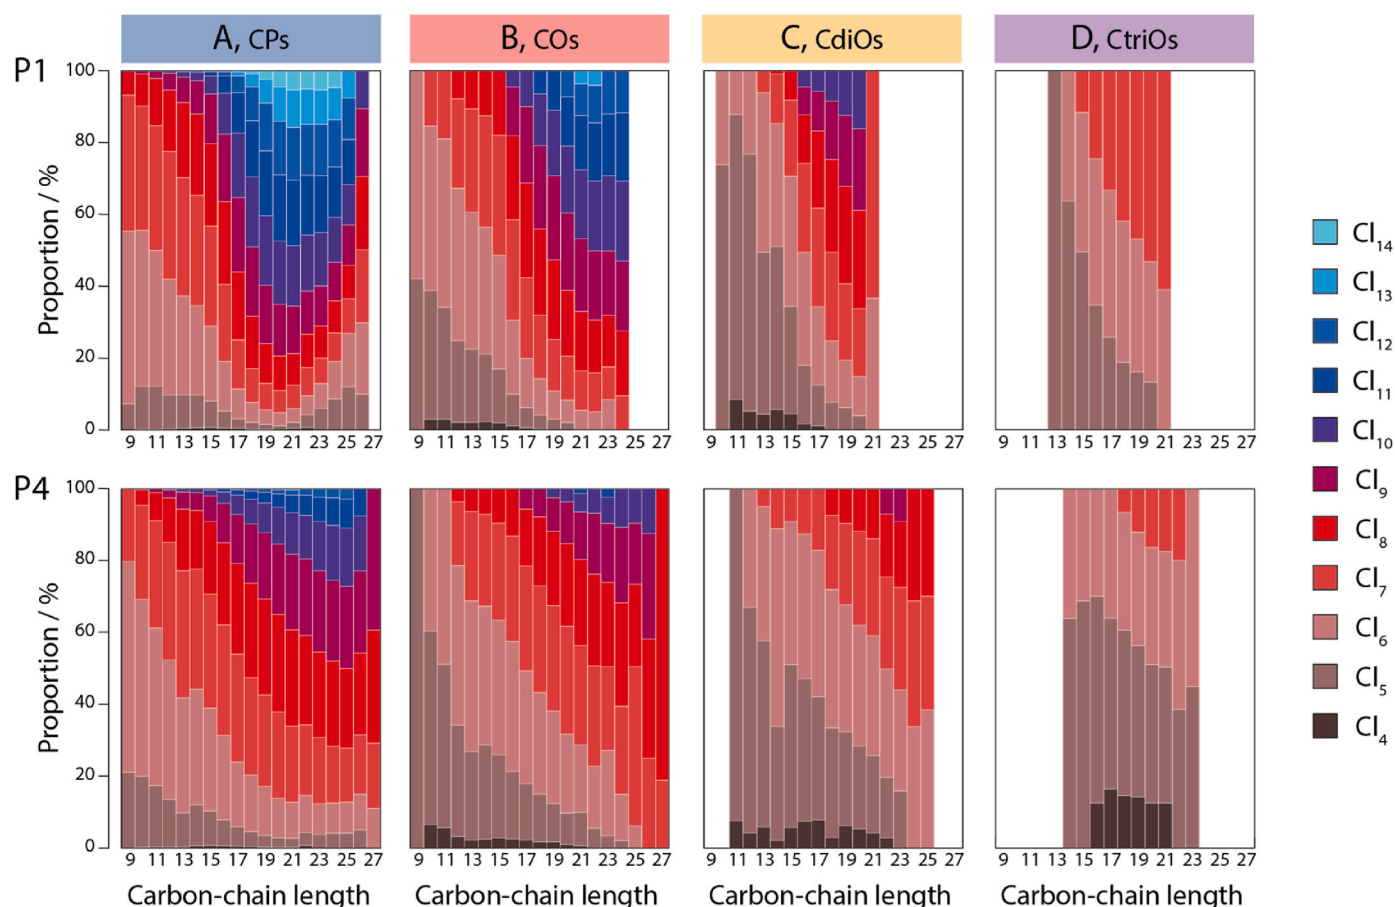 A, CPs
B, COs
C, CdiOs
D, CtriOs
P1
100
80
60
40
20
0
Proportion / %
9 11 13 15 17 19 21 23 25 27
9 11 13 15 17 19 21 23 25 27
9 11 13 15 17 19 21 23 25 27
9 11 13 15 17 19 21 23 25 27
P4
100
80
60
40
20
0
Proportion / %
9 11 13 15 17 19 21 23 25 27
9 11 13 15 17 19 21 23 25 27
9 11 13 15 17 19 21 23 25 27
9 11 13 15 17 19 21 23 25 27
Carbon-chain length
Carbon-chain length
Carbon-chain length
Carbon-chain length
Cl14
Cl13
Cl12
Cl11
Cl10
Cl9
Cl8
Cl7
Cl6
Cl5
Cl4